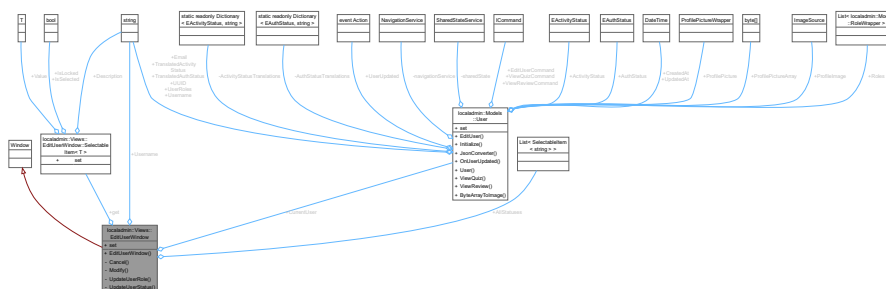 T
bool
string
static readonly Dictionary
< EActivityStatus, string >
static readonly Dictionary
< EAuthStatus, string >
event Action
NavigationService
SharedStateService
ICommand
EActivityStatus
EAuthStatus
DateTime
ProfilePictureWrapper
byte[]
ImageSource
List< localadmin::Mo
::RoleWrapper >
+Value
+IsLocked
+IsSelected
+Description
+Email
+TranslatedActivity
Status
+TranslatedAuthStatus
+UUID
+UserRoles
+Username
+ActivityStatusTranslations
+AuthStatusTranslations
+UserUpdated
-navigationService
-sharedState
+EditUserCommand
+ViewQuizCommand
+ViewReviewCommand
+ActivityStatus
+AuthStatus
+CreatedAt
+UpdatedAt
+ProfilePicture
+ProfilePictureArray
+ProfileImage
+Roles
localadmin::Models
::User
+ set
+ EditUser()
+ Initialize()
+ JsonConverter()
+ OnUserUpdated()
+ User()
+ ViewQuiz()
+ ViewReview()
+ ByteArrayToImage()
Window
localadmin::Views::
EditUserWindow::Selectable
Item< T >
+ set
+Username
List< SelectableItem
< string > >
+get
+CurrentUser
+AllStatuses
localadmin::Views::
EditUserWindow
+ set
+ EditUserWindow()
- Cancel()
- Modify()
- UpdateUserRole()
- UpdateUserStatus()